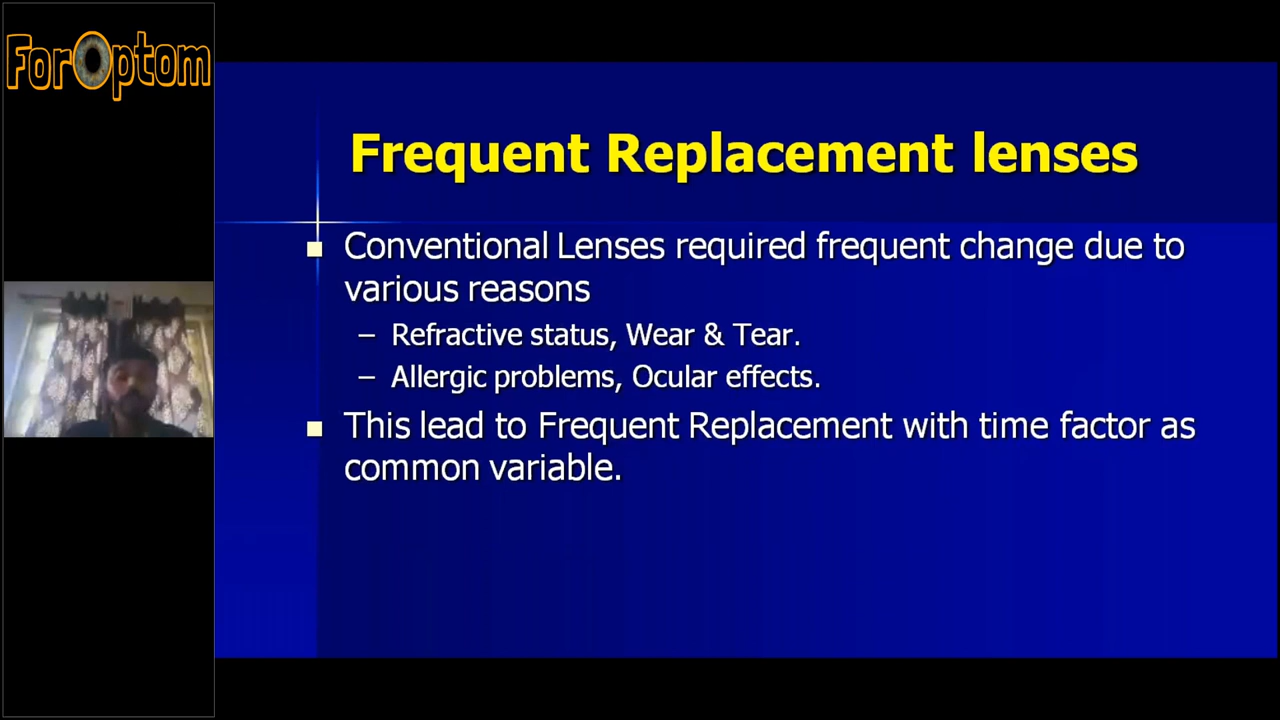 ForOptom
Frequent Replacement lenses
Conventional Lenses required frequent change due to
various reasons
– Refractive status, Wear & Tear.
– Allergic problems, Ocular effects.
This lead to Frequent Replacement with time factor as
common variable.